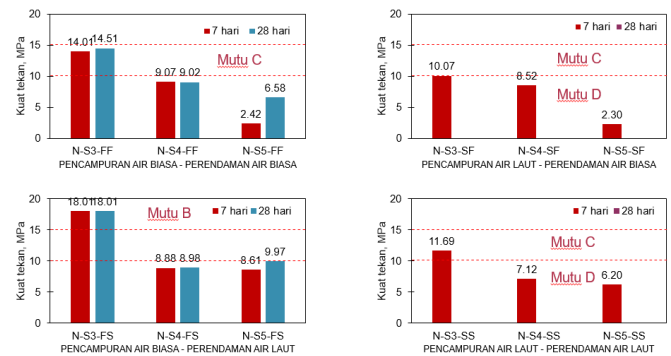 Kuat tekan, MPa
20
15
10
5
0
7 hari 28 hari
14.01 14.51
9.07 9.02
2.42 6.58
Mutu C
N-S3-FF N-S4-FF N-S5-FF
PENCAMPURAN AIR BIASA - PERENDAMAN AIR BIASA
Kuat tekan, MPa
20
15
10
5
0
7 hari 28 hari
10.07 8.52 2.30
Mutu C
Mutu D
N-S3-SF N-S4-SF N-S5-SF
PENCAMPURAN AIR LAUT - PERENDAMAN AIR BIASA
Kuat tekan, MPa
20
15
10
5
0
7 hari 28 hari
18.01 18.01
8.88 8.98
8.61 9.97
Mutu B
N-S3-FS N-S4-FS N-S5-FS
PENCAMPURAN AIR BIASA - PERENDAMAN AIR LAUT
Kuat tekan, MPa
20
15
10
5
0
7 hari 28 hari
11.69 7.12 6.20
Mutu C
Mutu D
N-S3-SS N-S4-SS N-S5-SS
PENCAMPURAN AIR LAUT - PERENDAMAN AIR LAUT